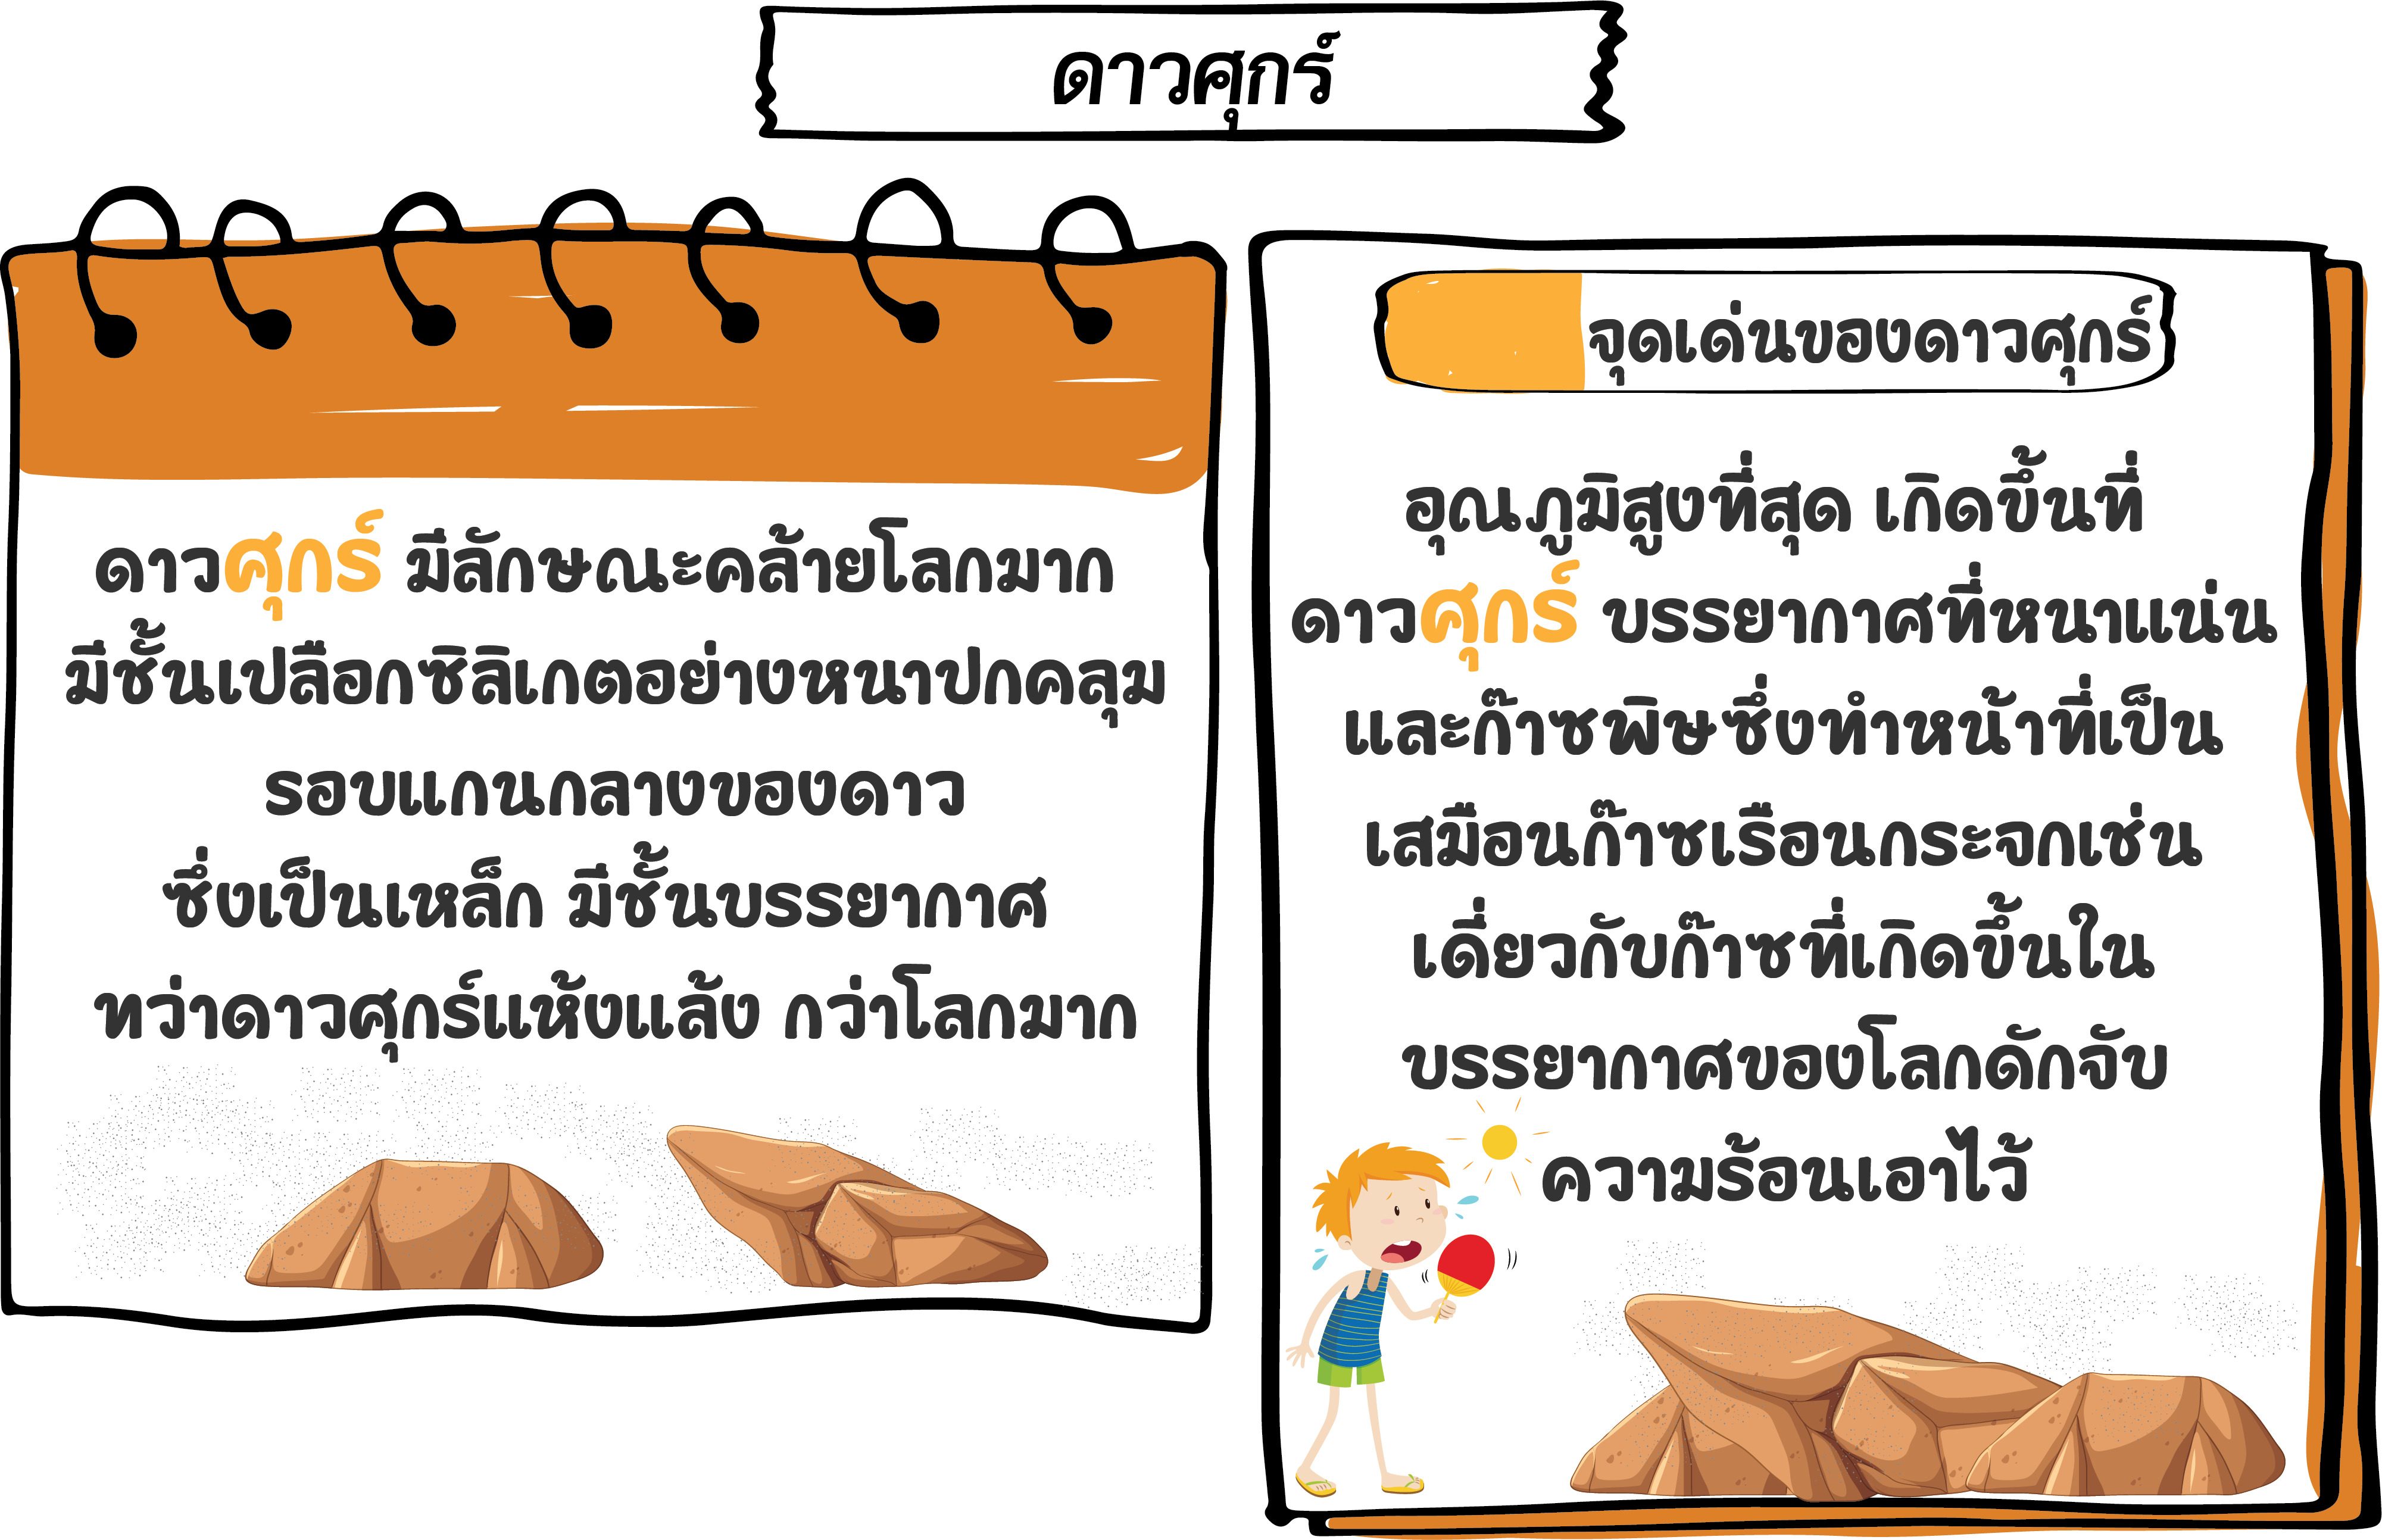 ดาวศุกร์
ดาวศุกร์ มีลักษณะคล้ายโลกมาก
มีชั้นเปลือกซิลิเกตอย่างหนาปกคลุม
รอบแกนกลางของดาว
ซึ่งเป็นเหล็ก มีชั้นบรรยากาศ
ทว่าดาวศุกร์แห้งแล้ง กว่าโลกมาก
จุดเด่นของดาวศุกร์
อุณภูมิสูงที่สุด เกิดขึ้นที่
ดาวศุกร์ บรรยากาศที่หนาแน่น
และก๊าซพิษซึ่งทำหน้าที่เป็น
เสมือนก๊าซเรือนกระจกเช่น
เดี่ยวกับก๊าซที่เกิดขึ้นใน
บรรยากาศของโลกดักจับ
ความร้อนเอาไว้